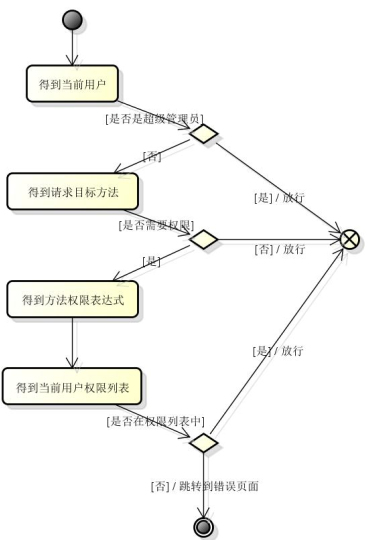 得到当前用户
[是否是超级管理员]
[否]
得到请求目标方法
[是] / 放行
[是否需要权限]
[否] / 放行
[是]
得到方法权限表达式
[是] / 放行
得到当前用户权限列表
[是否在权限列表中]
[否] / 跳转到错误页面